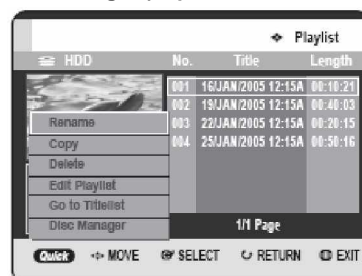 Playlist
HDD No. Title Length
001 16/JAN/2005 12:15A 00:10:21
002 19/JAN/2005 12:15A 00:40:03
003 22/JAN/2005 12:15A 00:20:15
004 25/JAN/2005 12:15A 00:50:16
Rename
Copy
Delete
Edit Playlist
Go to Titlelist
Disc Manager
1/1 Page
Quick MOVE SELECT RETURN EXIT